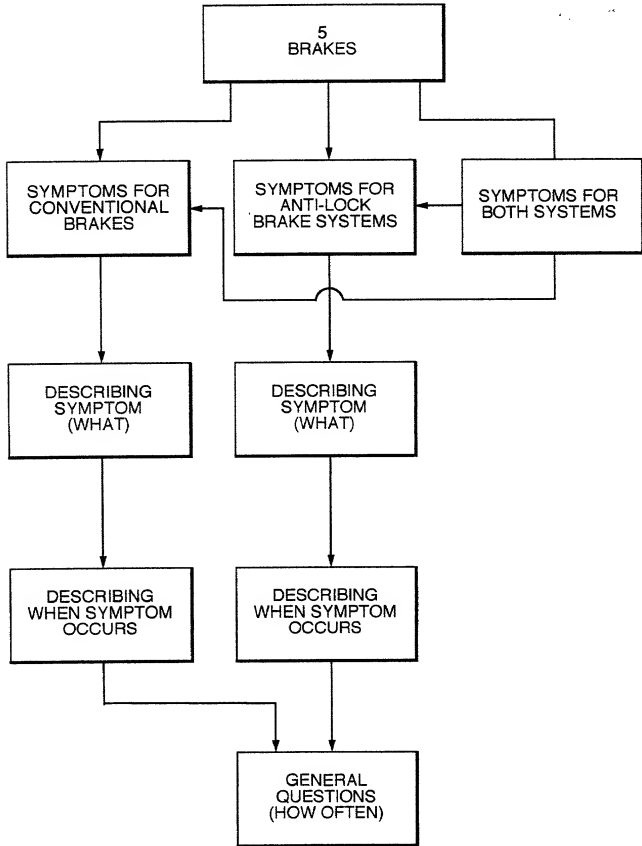 5
BRAKES
SYMPTOMS FOR
CONVENTIONAL
BRAKES
SYMPTOMS FOR
ANTI-LOCK
BRAKE SYSTEMS
SYMPTOMS FOR
BOTH SYSTEMS
DESCRIBING
SYMPTOM
(WHAT)
DESCRIBING
SYMPTOM
(WHAT)
DESCRIBING
WHEN SYMPTOM
OCCURS
DESCRIBING
WHEN SYMPTOM
OCCURS
GENERAL
QUESTIONS
(HOW OFTEN)